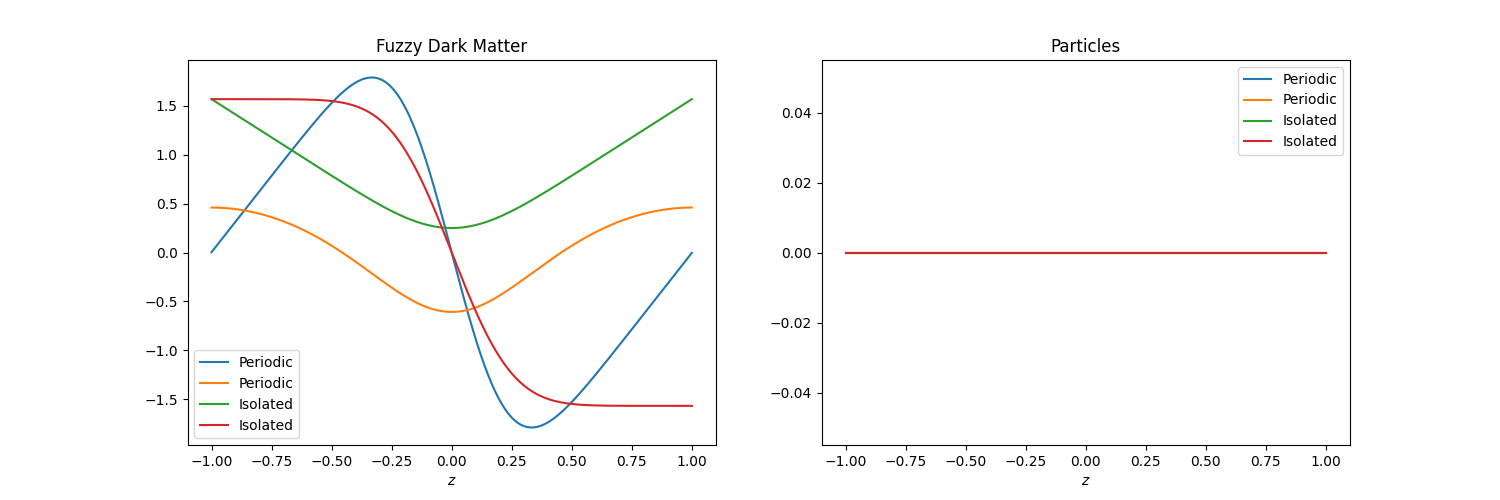 Fuzzy Dark Matter
1.5
1.0
0.5
0.0
−0.5
−1.0
−1.5
Periodic
Periodic
Isolated
Isolated
−1.00 −0.75 −0.50 −0.25 0.00 0.25 0.50 0.75 1.00
z
Particles
0.04
0.02
0.00
−0.02
−0.04
Periodic
Periodic
Isolated
Isolated
−1.00 −0.75 −0.50 −0.25 0.00 0.25 0.50 0.75 1.00
z